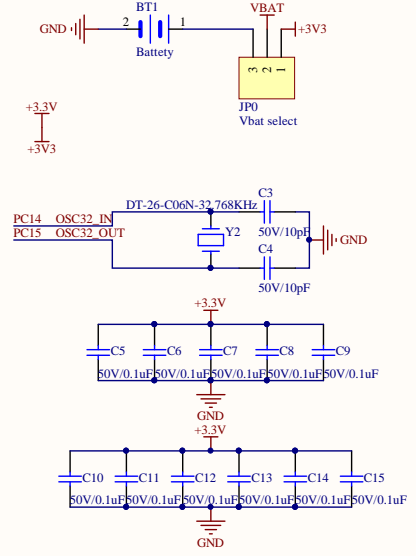 BT1
VBAT
GND
2
1
+3V3
Battety
3
2
1
JP0
Vbat select
+3.3V
+3V3
DT-26-C06N-32.768KHz
C3
PC14 OSC32_IN
50V/10pF
PC15 OSC32_OUT
Y2
GND
C4
50V/10pF
+3.3V
C5 C6 C7 C8 C9
50V/0.1uF 50V/0.1uF 50V/0.1uF 50V/0.1uF 50V/0.1uF
GND
+3.3V
C10 C11 C12 C13 C14 C15
50V/0.1uF 50V/0.1uF 50V/0.1uF 50V/0.1uF 50V/0.1uF 50V/0.1uF
GND